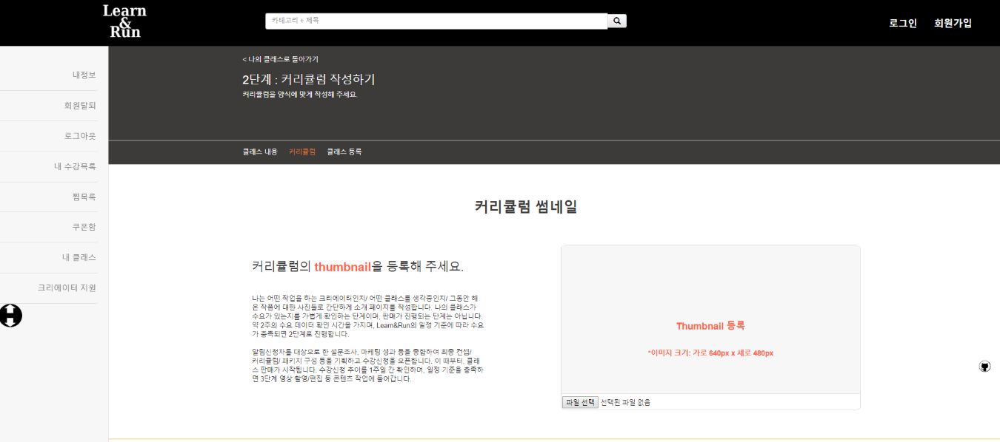 Learn
&
Run
카테고리 + 제목
로그인 회원가입
내정보
회원탈퇴
로그아웃
내 수강목록
찜목록
쿠폰함
내 클래스
크리에이터 지원
< 나의 클래스로 돌아가기
2단계 : 커리큘럼 작성하기
커리큘럼을 양식에 맞게 작성해 주세요.
클래스 내용 커리큘럼 클래스 등록
커리큘럼 썸네일
커리큘럼의 thumbnail을 등록해 주세요.
나는 어떤 작업을 하는 크리에이터인지/ 어떤 클래스를 생각중인지/ 그동안 해
온 작품에 대한 사진들로 간단하게 소개 페이지를 작성합니다. 나의 클래스가
수요가 있는지를 가볍게 확인하는 단계이며, 판매가 진행되는 단계는 아닙니다.
약 2주의 수요 데이터 확인 시간을 가지며, Learn&Run의 일정 기준에 따라 수요
가 충족되면 2단계로 진행합니다.
알림신청자를 대상으로 한 설문조사, 마케팅 성과 등을 종합하여 최종 컨셉/
커리큘럼/ 패키지 구성 등을 기획하고 수강신청을 오픈합니다. 이 때부터, 클래
스 판매가 시작됩니다. 수강신청 추이를 1주일 간 확인하며, 일정 기준을 충족하
면 3단계 영상 촬영/편집 등 콘텐츠 작업에 들어갑니다.
Thumbnail 등록
*이미지 크기: 가로 640px x 세로 480px
파일 선택 선택된 파일 없음